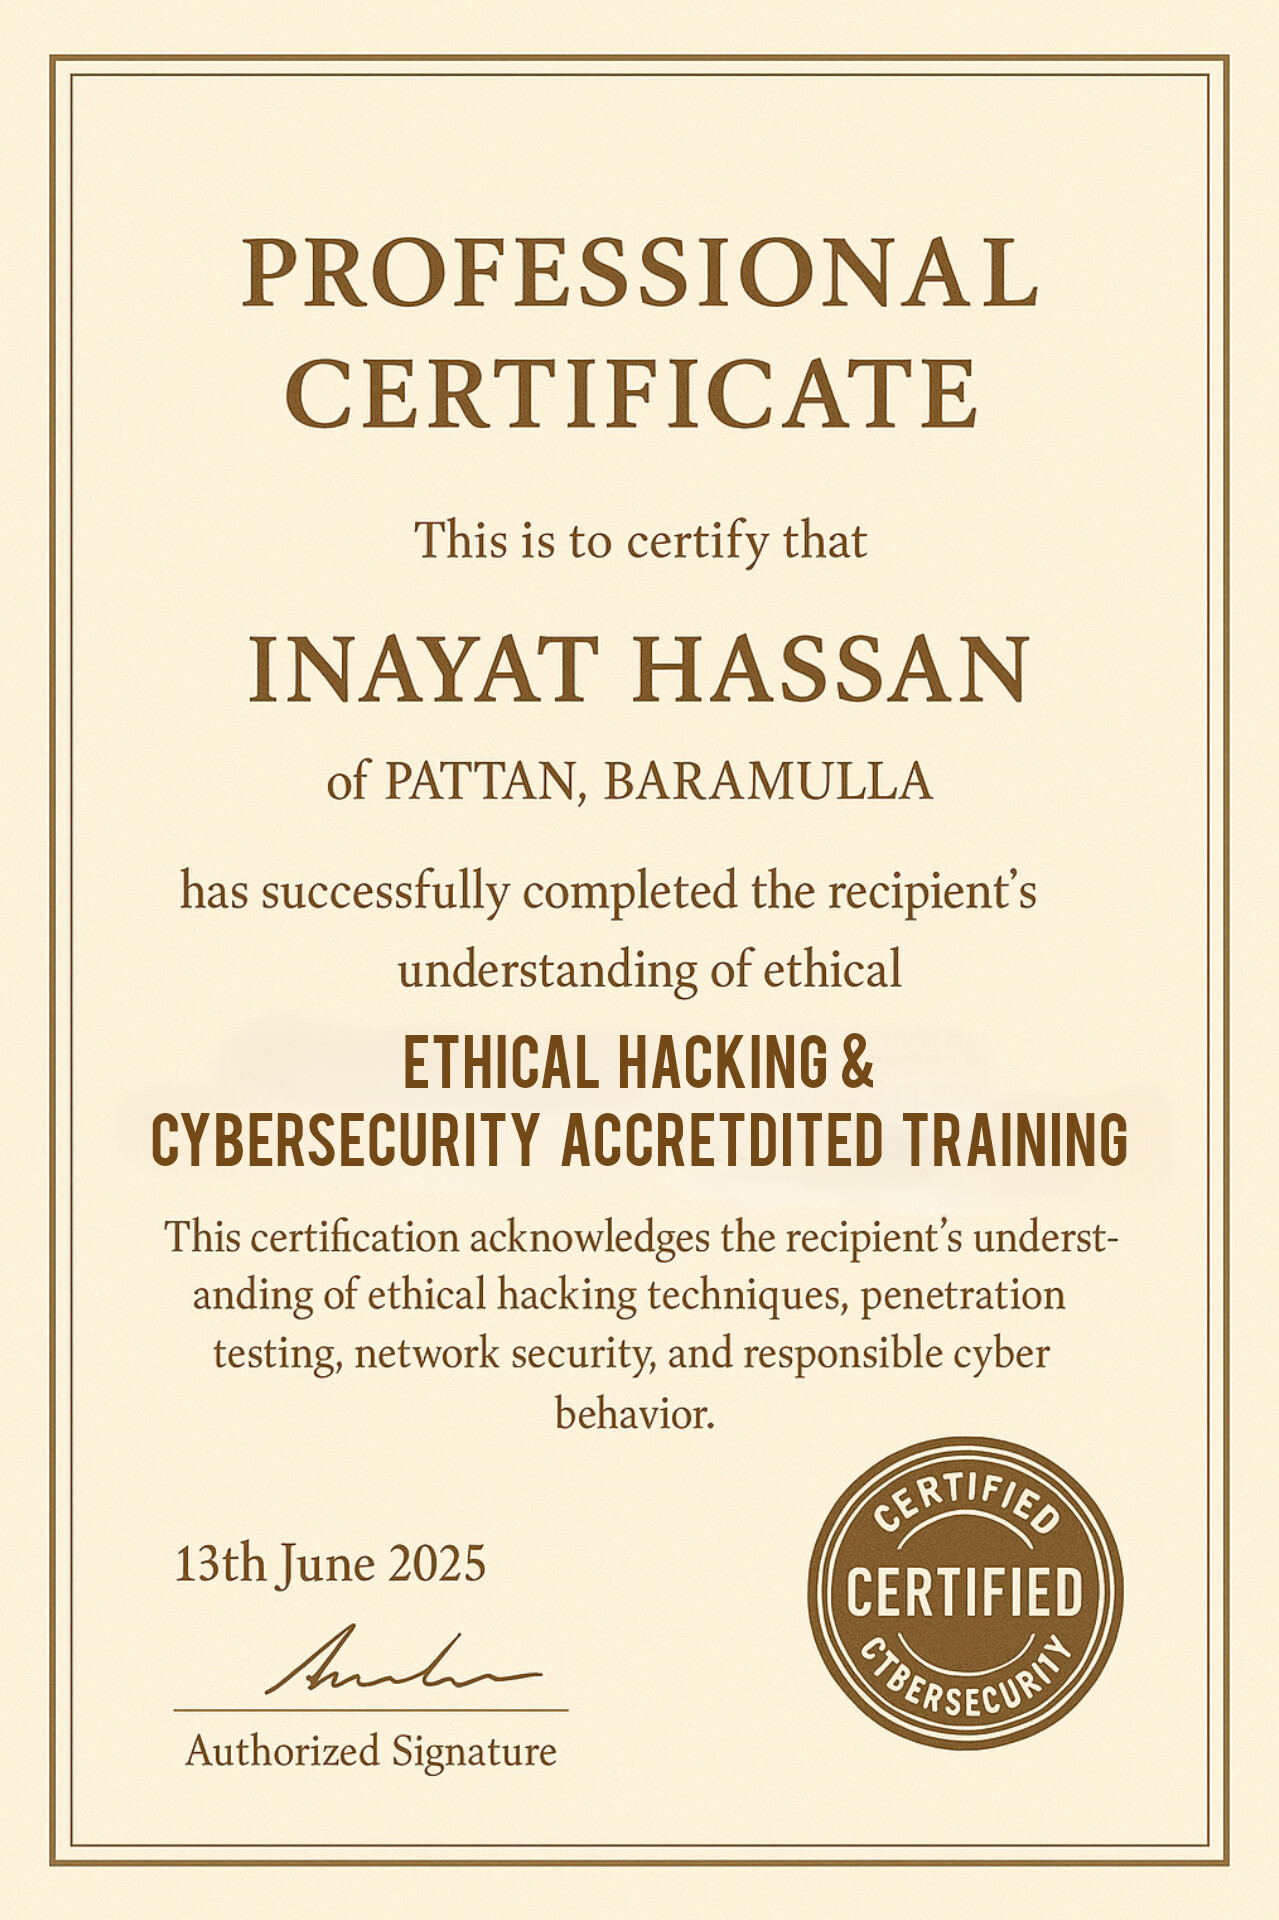 PROFESSIONAL
CERTIFICATE
This is to certify that
INAYAT HASSAN
of PATTAN, BARAMULLA
has successfully completed the recipient's
understanding of ethical
ETHICAL HACKING &
CYBERSECURITY ACCRETDITED TRAINING
This certification acknowledges the recipient's underst-
anding of ethical hacking techniques, penetration
testing, network security, and responsible cyber
behavior.
13th June 2025
Authorized Signature
CERTIFIED
CERTIFIED
CTBERSECURITY